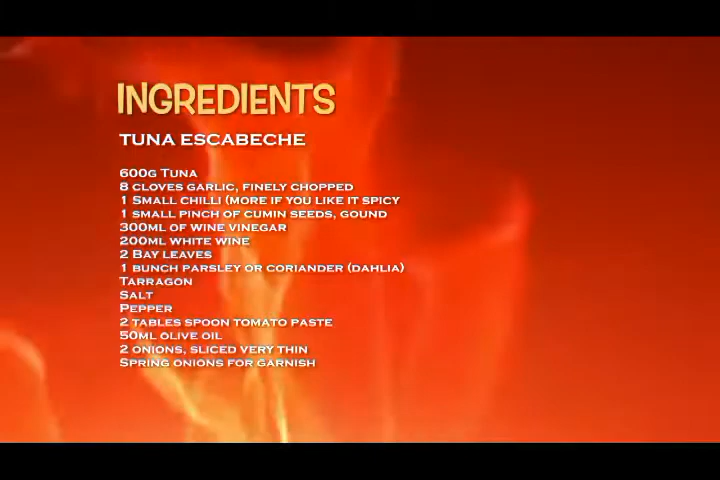 INGREDIENTS
TUNA ESCABECHE
600G TUNA
8 CLOVES GARLIC, FINELY CHOPPED
1 SMALL CHILLI (MORE IF YOU LIKE IT SPICY
1 SMALL PINCH OF CUMIN SEEDS, GOUND
300ML OF WINE VINEGAR
200ML WHITE WINE
2 BAY LEAVES
1 BUNCH PARSLEY OR CORIANDER (DAHLIA)
TARRAGON
SALT
PEPPER
2 TABLES SPOON TOMATO PASTE
50ML OLIVE OIL
2 ONIONS, SLICED VERY THIN
SPRING ONIONS FOR GARNISH